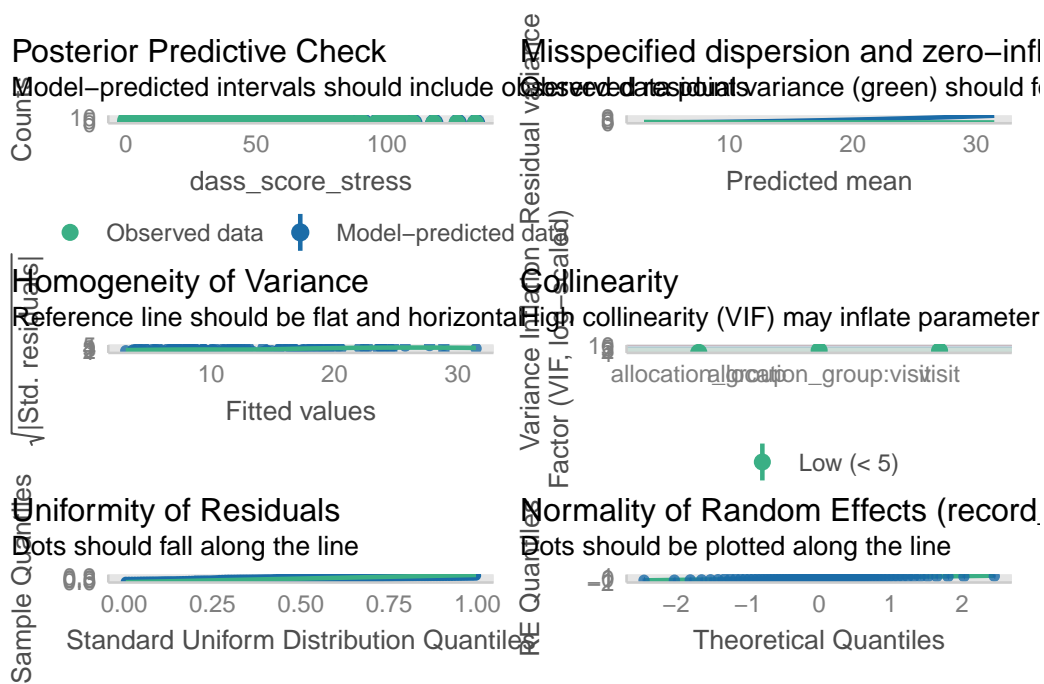 Posterior Predictive Check
Model−predicted intervals should include observed data points
Counts
0 50 100
dass_score_stress
Observed data
Model−predicted data
Misspecified dispersion and zero−infl
Observed residual variance (green) should fo
Residual variance
10 20 30
Predicted mean
Homogeneity of Variance
Reference line should be flat and horizontal
√|Std. residuals|
10 20 30
Fitted values
Collinearity
High collinearity (VIF) may inflate parameter
Variance Inflation
Factor (VIF, log−scaled)
allocation_group allocation_group:visit visit
Low (< 5)
Uniformity of Residuals
Dots should fall along the line
Sample Quantiles
0.00 0.25 0.50 0.75 1.00
Standard Uniform Distribution Quantiles
Normality of Random Effects (record_
Dots should be plotted along the line
RE Quantiles
−2 −1 0 1 2
Theoretical Quantiles